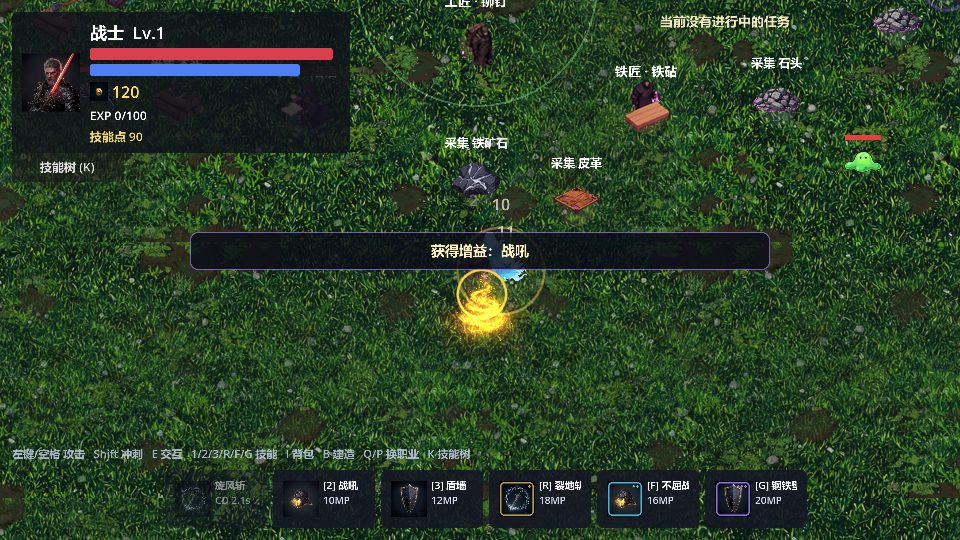 战士 Lv.1
120
EXP 0/100
技能点 90
技能树 (K)
工匠 · 铆钉
当前没有进行中的任务
铁匠 · 铁砧
采集 石头
采集 铁矿石
采集 皮革
10
11
获得增益：战吼
左键/空格 攻击 Shift 冲刺 E 交互 1/2/3/R/F/G 技能 I 背包 B 建造 Q/P 换职业 K 技能树
旋风斩
CD 2.1s
[2] 战吼
10MP
[3] 盾墙
12MP
[R] 裂地斩
18MP
[F] 不屈战
16MP
[G] 钢铁壁
20MP